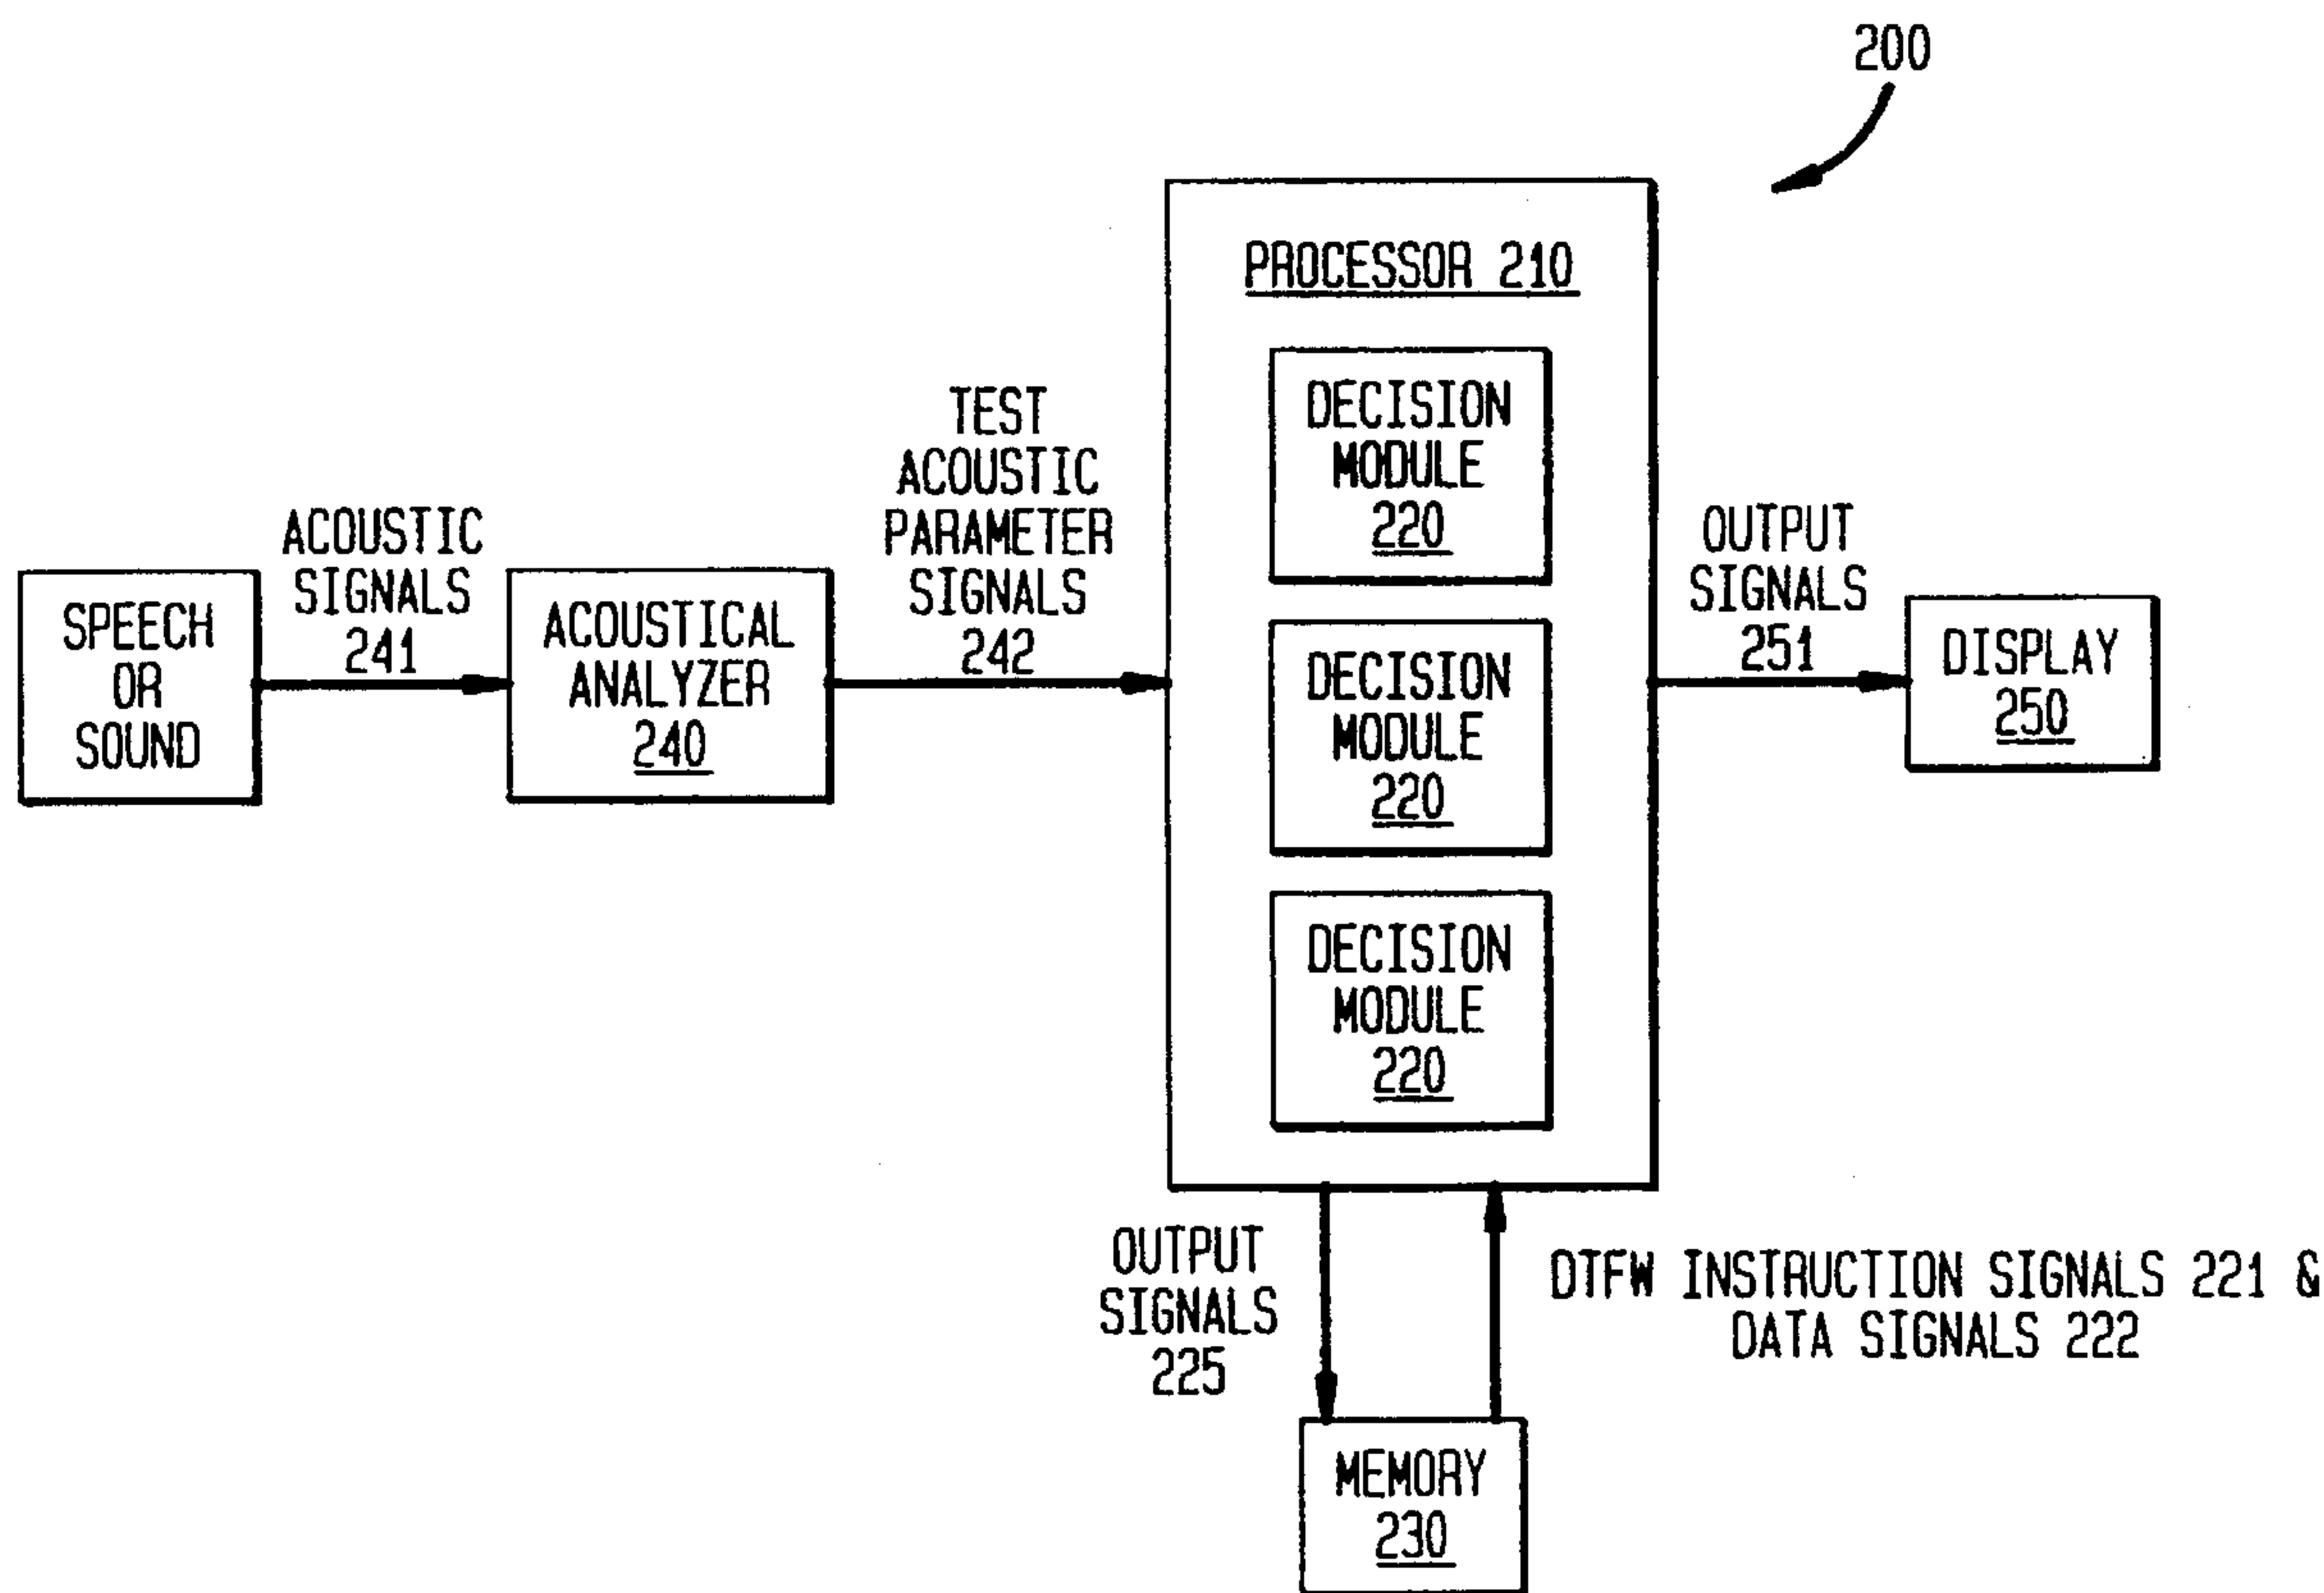 200
SPEECH
OR
SOUND
ACOUSTIC
SIGNALS
241
ACOUSTICAL
ANALYZER
240
TEST
ACOUSTIC
PARAMETER
SIGNALS
242
PROCESSOR 210
DECISION
MODULE
220
DECISION
MODULE
220
DECISION
MODULE
220
OUTPUT
SIGNALS
251
DISPLAY
250
OUTPUT
SIGNALS
225
DTFW INSTRUCTION SIGNALS 221 &
DATA SIGNALS 222
MEMORY
230